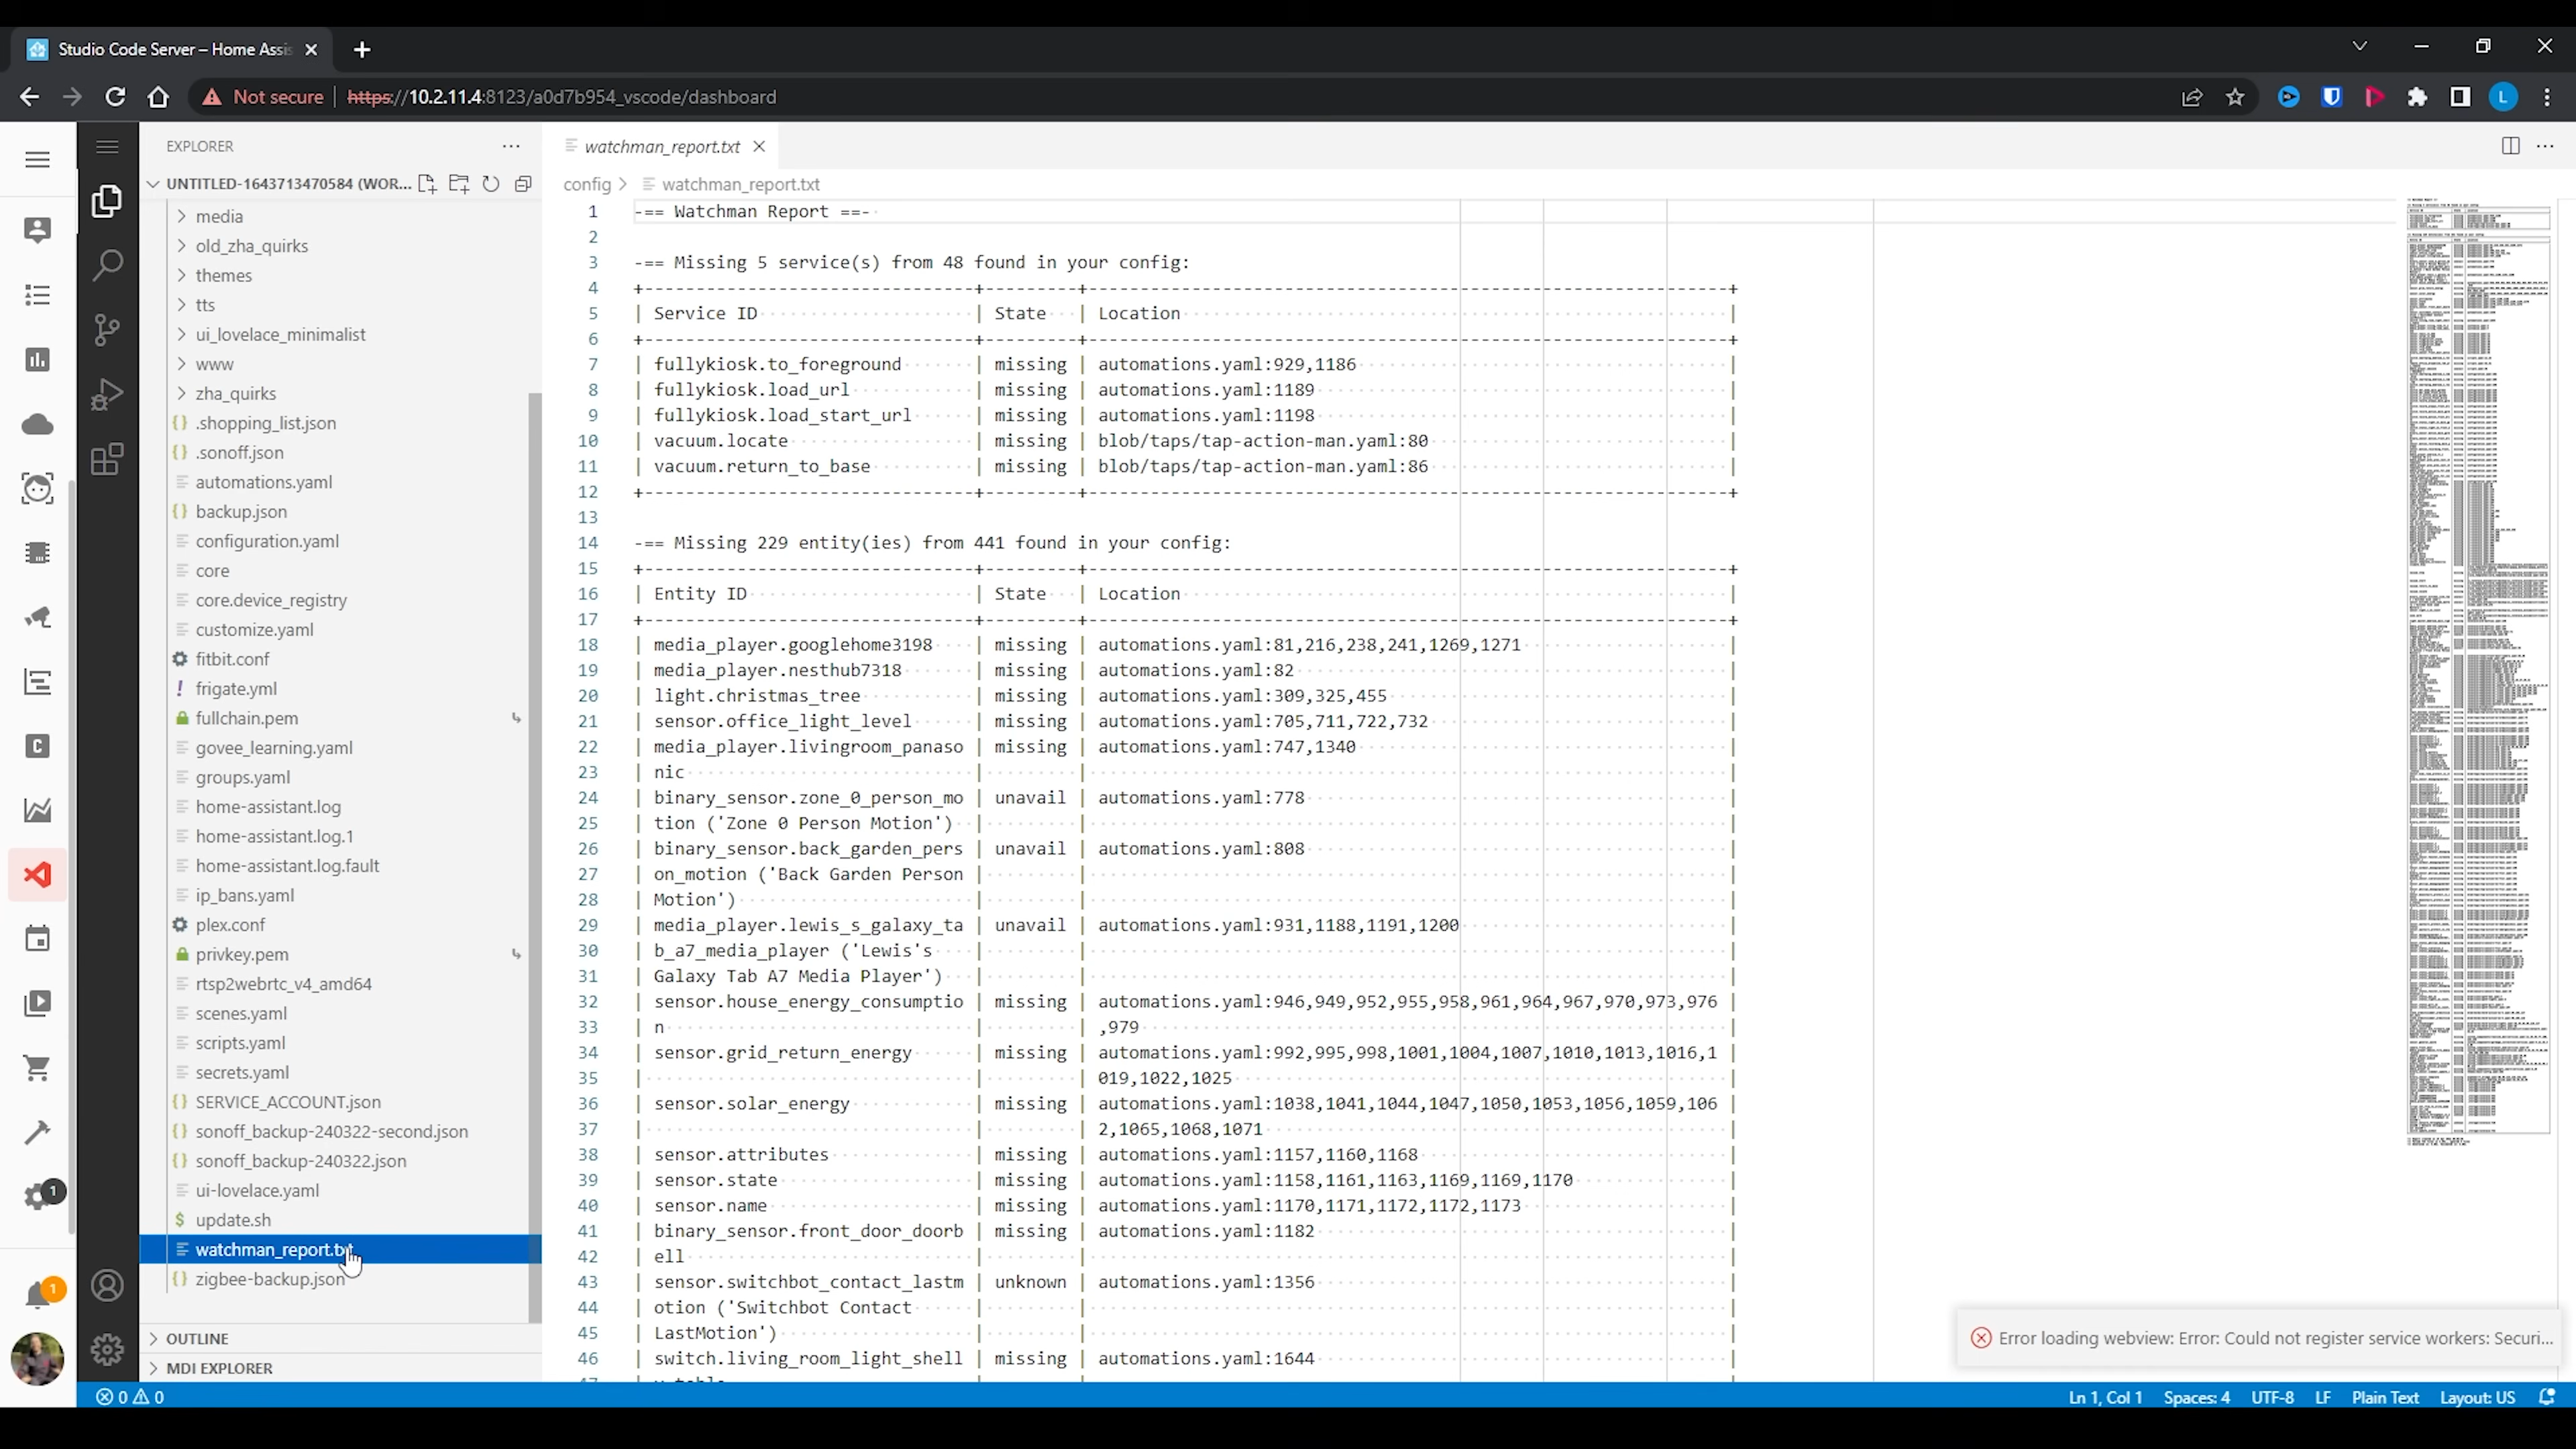 Studio Code Server – Home Assis
Not secure
https://10.2.11.4:8123/a0d7b954_vscode/dashboard
L
EXPLORER
UNTITLED-1643713470584 (WOR...
media
old_zha_quirks
themes
tts
ui_lovelace_minimalist
www
zha_quirks
.shopping_list.json
.sonoff.json
automations.yaml
backup.json
configuration.yaml
core
core.device_registry
customize.yaml
fitbit.conf
frigate.yml
fullchain.pem
govee_learning.yaml
groups.yaml
home-assistant.log
home-assistant.log.1
home-assistant.log.fault
ip_bans.yaml
plex.conf
privkey.pem
rtsp2webrtc_v4_amd64
scenes.yaml
scripts.yaml
secrets.yaml
SERVICE_ACCOUNT.json
sonoff_backup-240322-second.json
sonoff_backup-240322.json
ui-lovelace.yaml
update.sh
watchman_report.txt
zigbee-backup.json
OUTLINE
MDI EXPLORER
1
1
watchman_report.txt
config > watchman_report.txt
1 -== Watchman Report ==-
2
3 -== Missing 5 service(s) from 48 found in your config:
4 +----------------------------------+----------+----------------------------------------------------------------+
5 | Service ID | State | Location |
6 +----------------------------------+----------+----------------------------------------------------------------+
7 | fullykiosk.to_foreground | missing | automations.yaml:929,1186 |
8 | fullykiosk.load_url | missing | automations.yaml:1189 |
9 | fullykiosk.load_start_url | missing | automations.yaml:1198 |
10 | vacuum.locate | missing | blob/taps/tap-action-man.yaml:80 |
11 | vacuum.return_to_base | missing | blob/taps/tap-action-man.yaml:86 |
12 +----------------------------------+----------+----------------------------------------------------------------+
13
14 -== Missing 229 entity(ies) from 441 found in your config:
15 +----------------------------------+----------+----------------------------------------------------------------+
16 | Entity ID | State | Location |
17 +----------------------------------+----------+----------------------------------------------------------------+
18 | media_player.googlehome3198 | missing | automations.yaml:81,216,238,241,1269,1271 |
19 | media_player.nesthub7318 | missing | automations.yaml:82 |
20 | light.christmas_tree | missing | automations.yaml:309,325,455 |
21 | sensor.office_light_level | missing | automations.yaml:705,711,722,732 |
22 | media_player.livingroom_panaso | missing | automations.yaml:747,1340 |
23 | nic | | |
24 | binary_sensor.zone_0_person_mo | unavail | automations.yaml:778 |
25 | tion ('Zone 0 Person Motion') | | |
26 | binary_sensor.back_garden_pers | unavail | automations.yaml:808 |
27 | on_motion ('Back Garden Person | | |
28 | Motion') | | |
29 | media_player.lewis_s_galaxy_ta | unavail | automations.yaml:931,1188,1191,1200 |
30 | b_a7_media_player ('Lewis's | | |
31 | Galaxy Tab A7 Media Player') | | |
32 | sensor.house_energy_consumptio | missing | automations.yaml:946,949,952,955,958,961,964,967,970,973,976 |
33 | n | | ,979 |
34 | sensor.grid_return_energy | missing | automations.yaml:992,995,998,1001,1004,1007,1010,1013,1016,1 |
35 | | | 019,1022,1025 |
36 | sensor.solar_energy | missing | automations.yaml:1038,1041,1044,1047,1050,1053,1056,1059,106 |
37 | | | 2,1065,1068,1071 |
38 | sensor.attributes | missing | automations.yaml:1157,1160,1168 |
39 | sensor.state | missing | automations.yaml:1158,1161,1163,1169,1169,1170 |
40 | sensor.name | missing | automations.yaml:1170,1171,1172,1172,1173 |
41 | binary_sensor.front_door_doorb | missing | automations.yaml:1182 |
42 | ell | | |
43 | sensor.switchbot_contact_lastm | unknown | automations.yaml:1356 |
44 | otion ('Switchbot Contact | | |
45 | LastMotion') | | |
46 | switch.living_room_light_shell | missing | automations.yaml:1644 |
Error loading webview: Error: Could not register service workers: Securi...
0 0
Ln 1, Col 1 Spaces: 4 UTF-8 LF Plain Text Layout: US